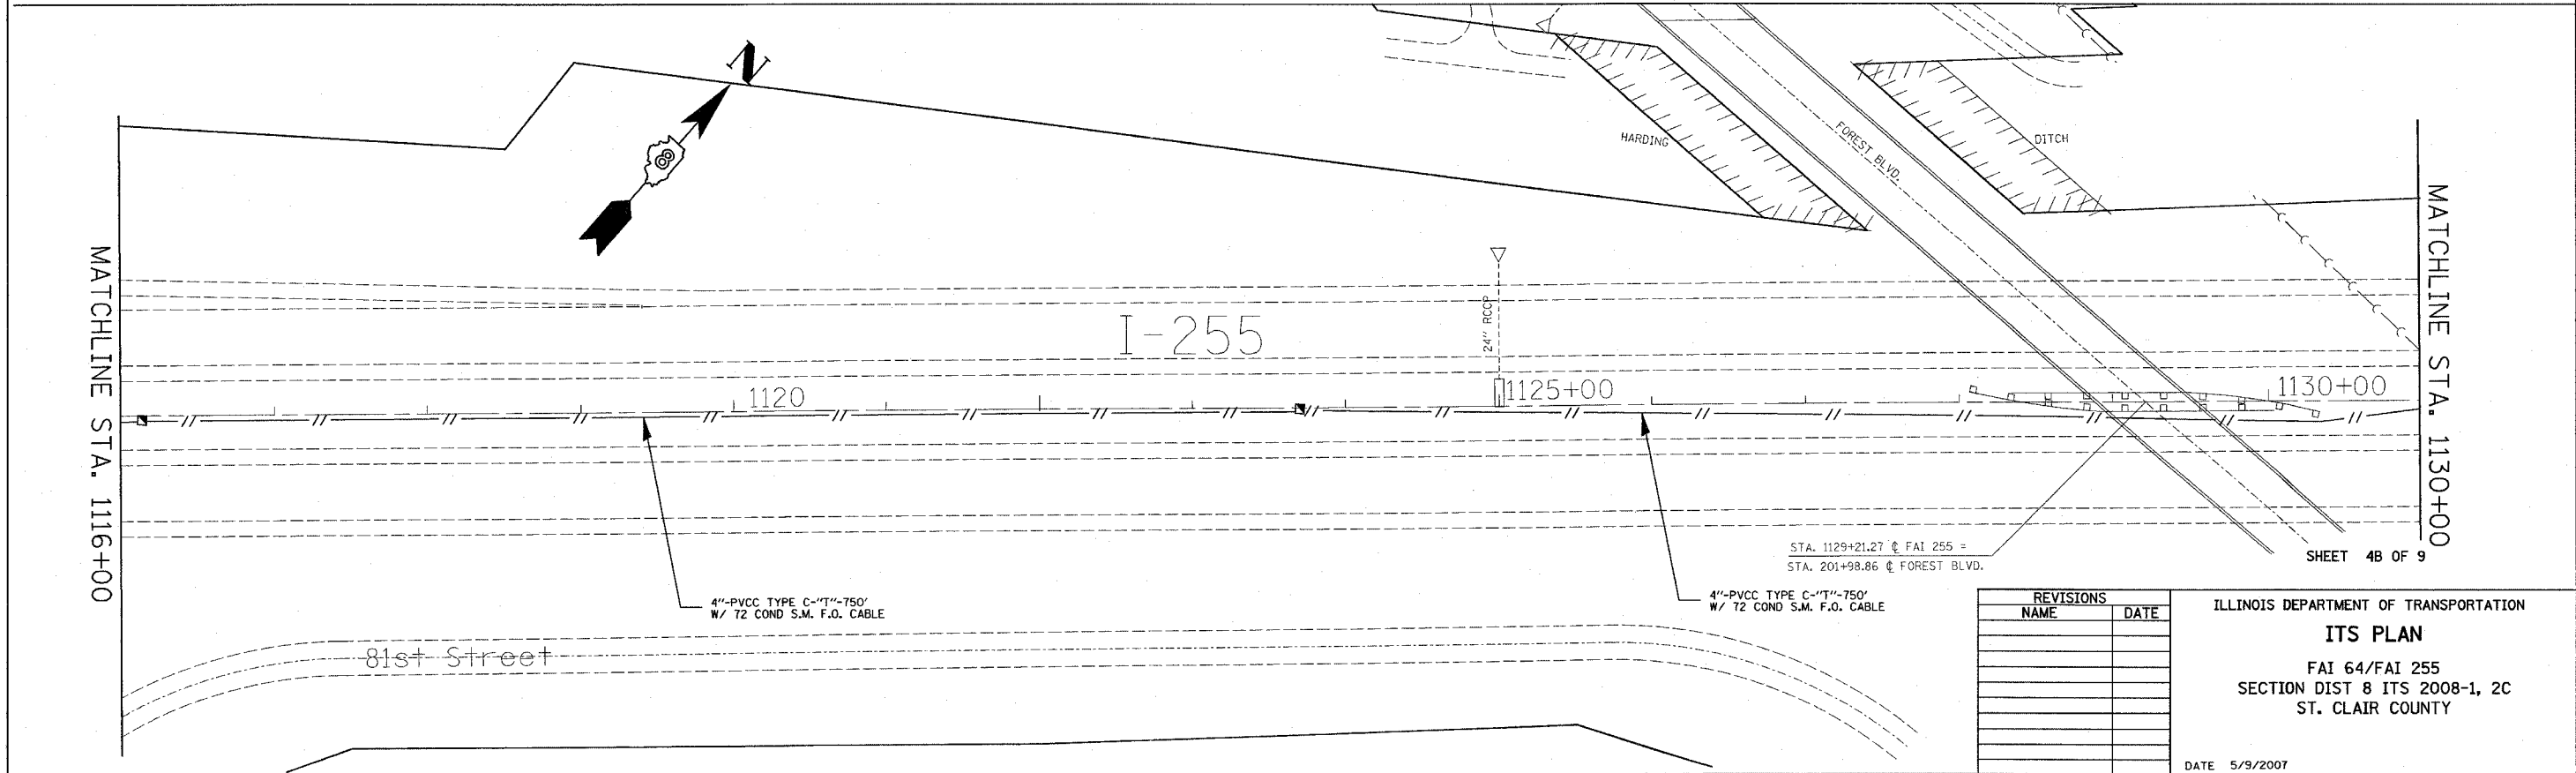 N
8
HARDING
FOREST BLVD.
DITCH
MATCHLINE STA. 1116+00
MATCHLINE STA. 1130+00
I-255
24" RCCP
1120
1125+00
1130+00
STA. 1129+21.27 ℄ FAI 255 =
STA. 201+98.86 ℄ FOREST BLVD.
4"-PVCC TYPE C-"T"-750'
W/ 72 COND S.M. F.O. CABLE
4"-PVCC TYPE C-"T"-750'
W/ 72 COND S.M. F.O. CABLE
81st Street
SHEET 4B OF 9
REVISIONS
NAME DATE
ILLINOIS DEPARTMENT OF TRANSPORTATION
ITS PLAN
FAI 64/FAI 255
SECTION DIST 8 ITS 2008-1, 2C
ST. CLAIR COUNTY
DATE 5/9/2007